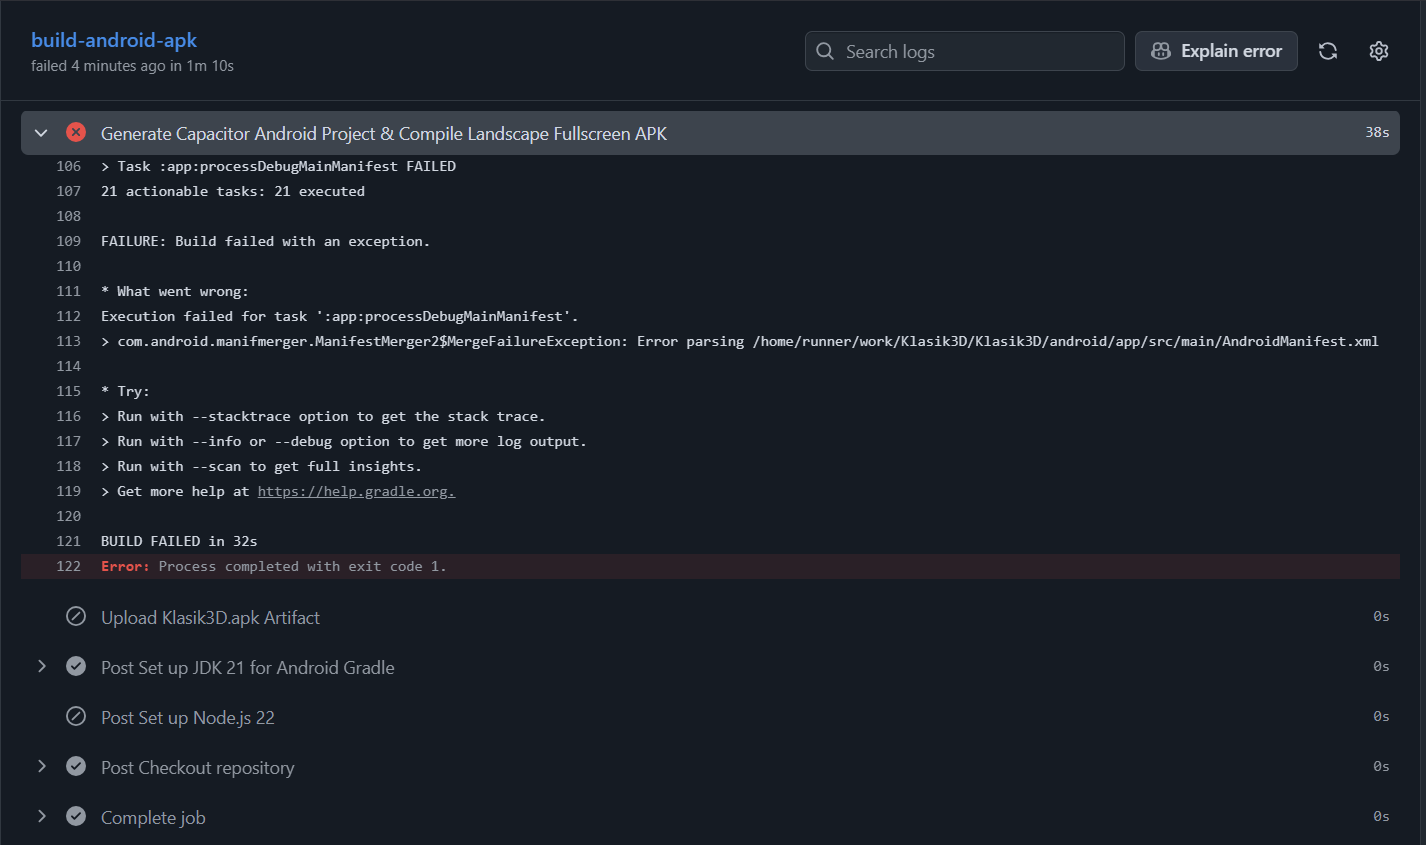 build-android-apk
failed 4 minutes ago in 1m 10s
Search logs
Explain error
Generate Capacitor Android Project & Compile Landscape Fullscreen APK 38s
106 > Task :app:processDebugMainManifest FAILED
107 21 actionable tasks: 21 executed
108
109 FAILURE: Build failed with an exception.
110
111 * What went wrong:
112 Execution failed for task ':app:processDebugMainManifest'.
113 > com.android.manifmerger.ManifestMerger2$MergeFailureException: Error parsing /home/runner/work/Klasik3D/Klasik3D/android/app/src/main/AndroidManifest.xml
114
115 * Try:
116 > Run with --stacktrace option to get the stack trace.
117 > Run with --info or --debug option to get more log output.
118 > Run with --scan to get full insights.
119 > Get more help at https://help.gradle.org.
120
121 BUILD FAILED in 32s
122 Error: Process completed with exit code 1.
Upload Klasik3D.apk Artifact 0s
Post Set up JDK 21 for Android Gradle 0s
Post Set up Node.js 22 0s
Post Checkout repository 0s
Complete job 0s